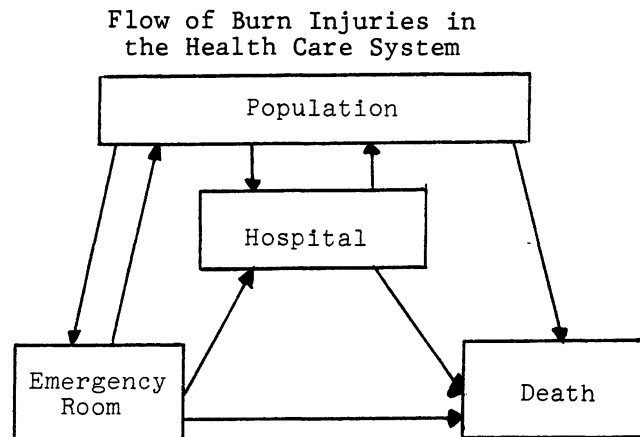 Flow of Burn Injuries in
the Health Care System
Population
Hospital
Emergency
Room
Death